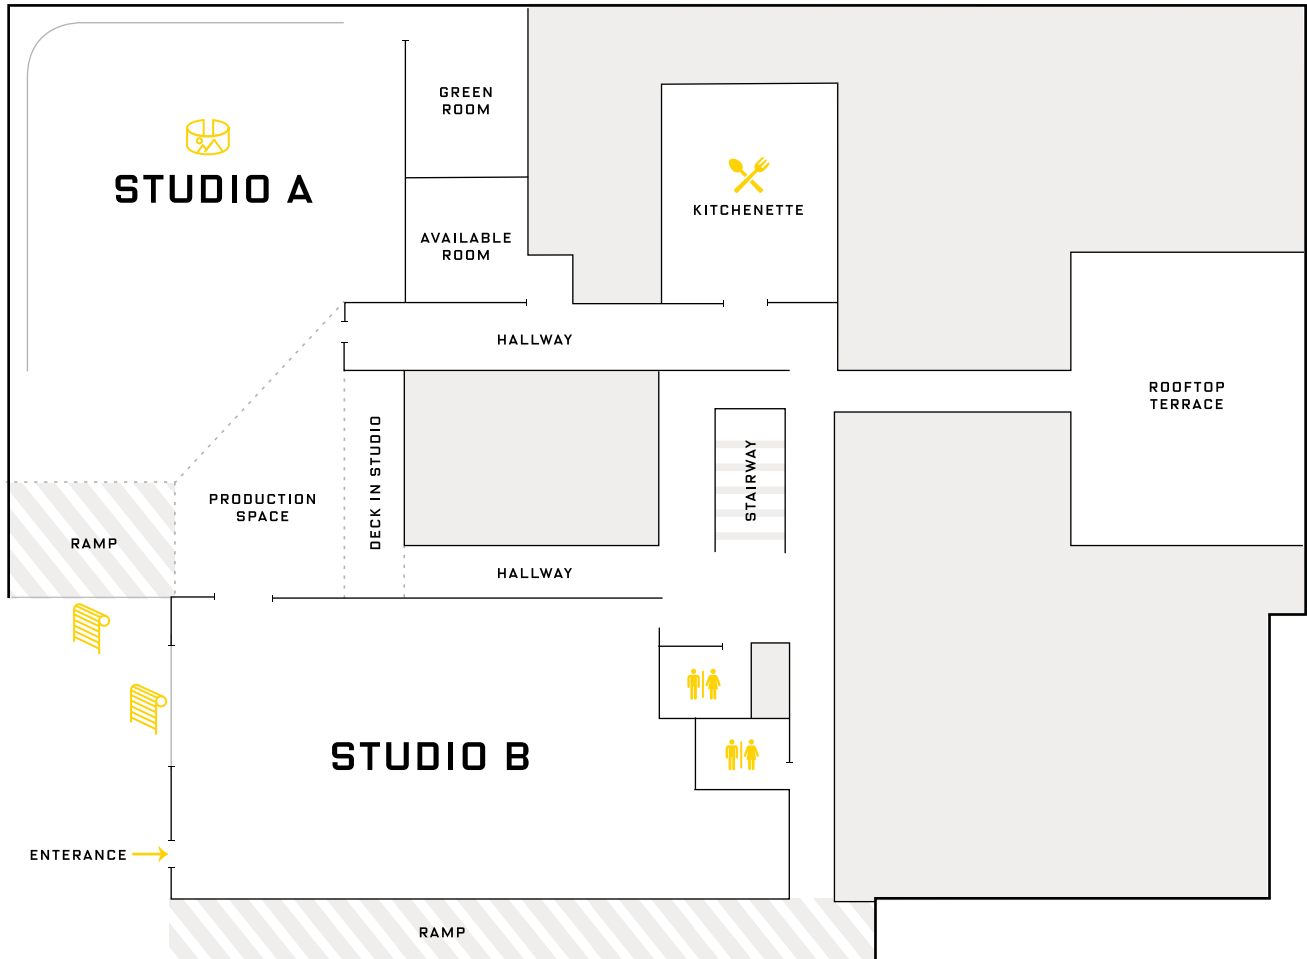 GREEN
ROOM
STUDIO A
KITCHENETTE
AVAILABLE
ROOM
HALLWAY
ROOFTOP
TERRACE
DECK IN STUDIO
STAIRWAY
PRODUCTION
SPACE
RAMP
HALLWAY
STUDIO B
ENTERANCE
RAMP